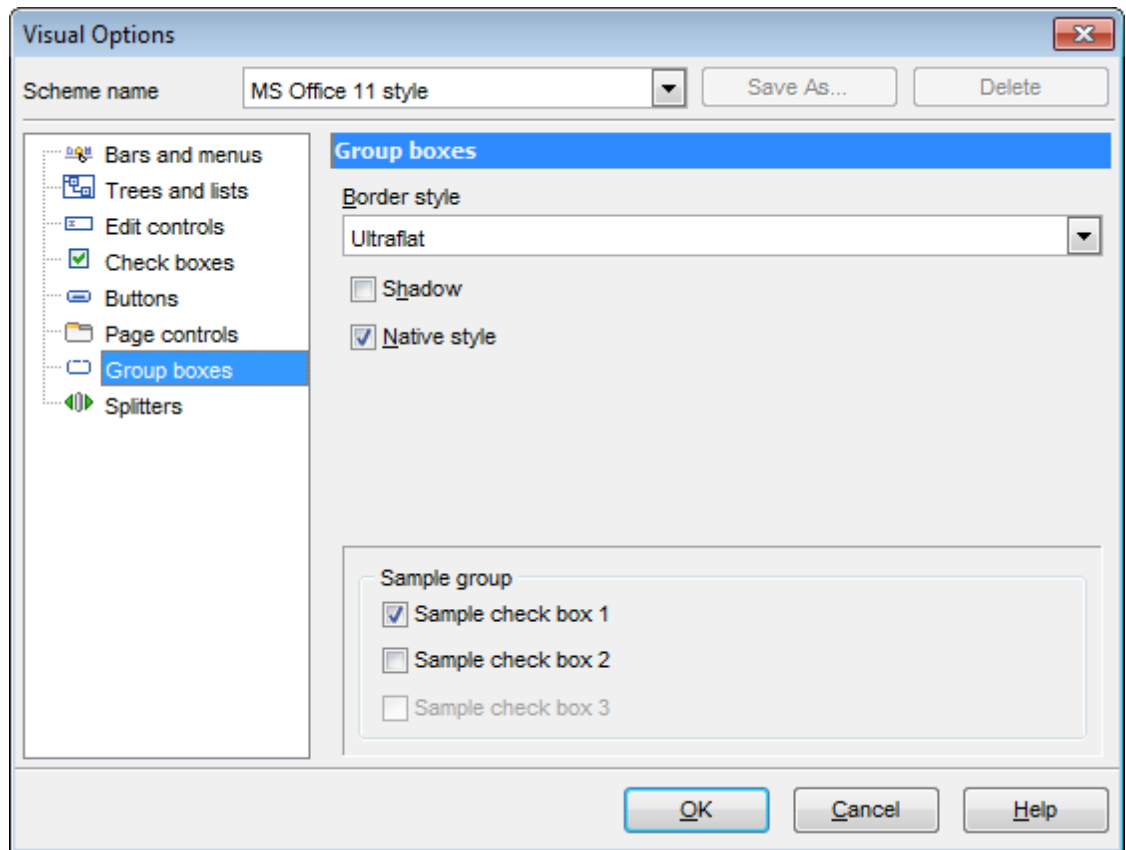 Visual Options
Scheme name
MS Office 11 style
Save As...
Delete
Bars and menus
Trees and lists
Edit controls
Check boxes
Buttons
Page controls
Group boxes
Splitters
Group boxes
Border style
Ultraflat
Shadow
Native style
Sample group
Sample check box 1
Sample check box 2
Sample check box 3
OK
Cancel
Help